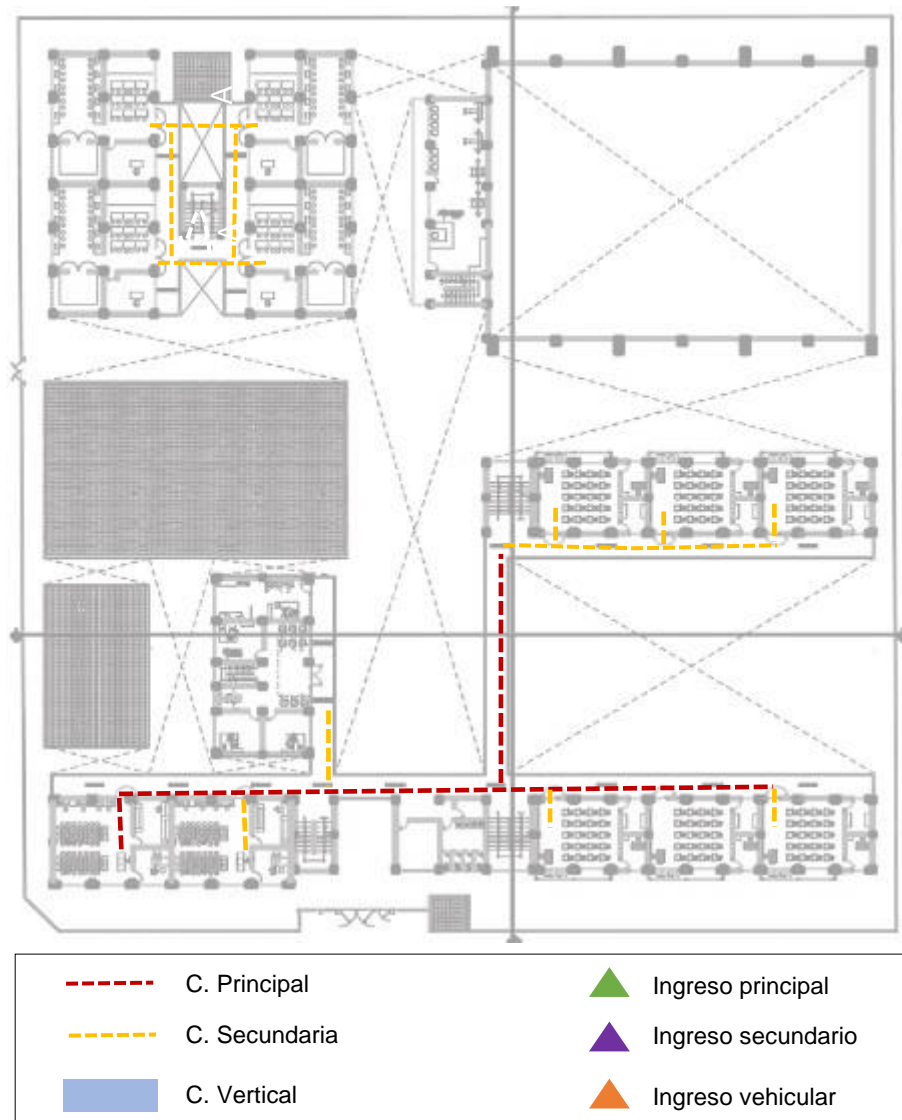 C. Principal
Ingreso principal
C. Secundaria
Ingreso secundario
C. Vertical
Ingreso vehicular